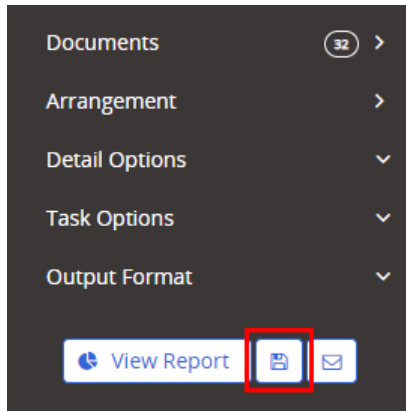 Documents 32
Arrangement
Detail Options
Task Options
Output Format
View Report